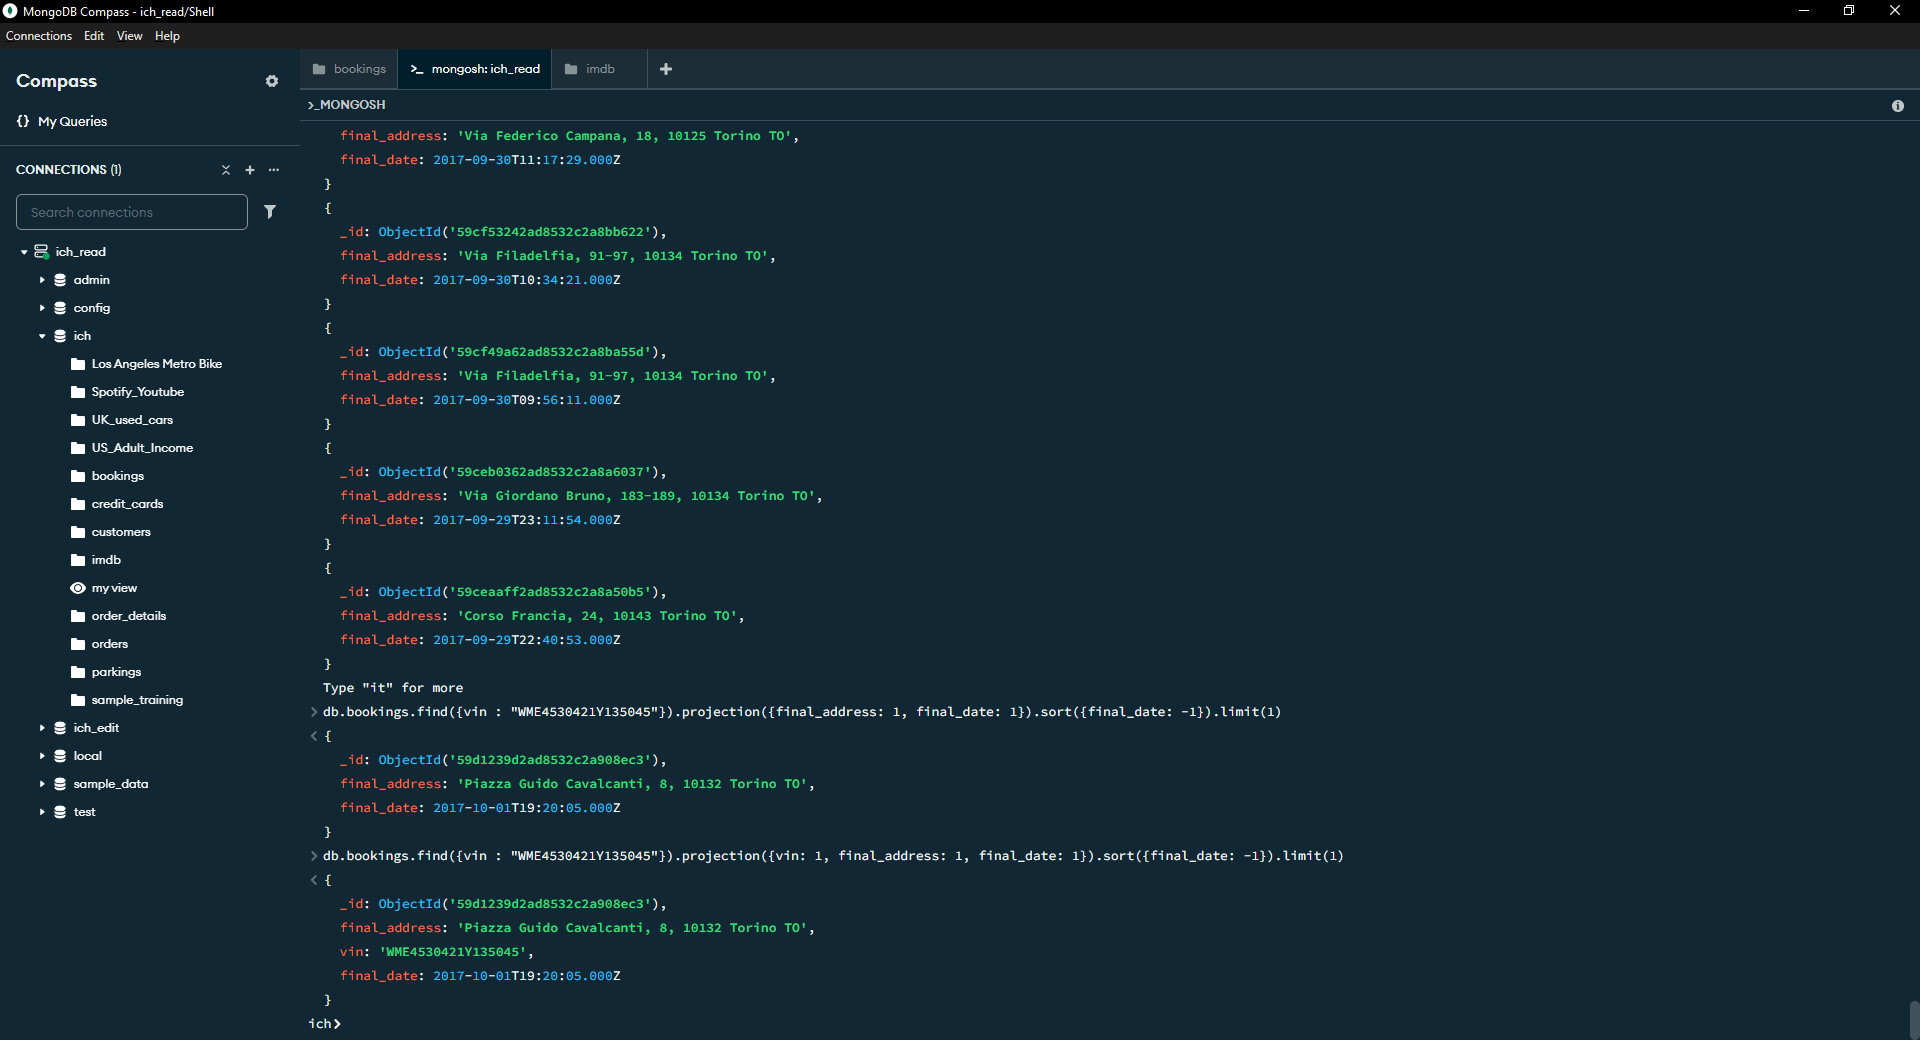 MongoDB Compass - ich_read/Shell
Connections Edit View Help
Compass
My Queries
CONNECTIONS (1)
Search connections
ich_read
admin
config
ich
Los Angeles Metro Bike
Spotify_Youtube
UK_used_cars
US_Adult_Income
bookings
credit_cards
customers
imdb
my view
order_details
orders
parkings
sample_training
ich_edit
local
sample_data
test
bookings
>_ mongosh: ich_read
imdb
>_MONGOSH
final_address: 'Via Federico Campana, 18, 10125 Torino TO',
final_date: 2017-09-30T11:17:29.000Z
}
{
_id: ObjectId('59cf53242ad8532c2a8bb622'),
final_address: 'Via Filadelfia, 91-97, 10134 Torino TO',
final_date: 2017-09-30T10:34:21.000Z
}
{
_id: ObjectId('59cf49a62ad8532c2a8ba55d'),
final_address: 'Via Filadelfia, 91-97, 10134 Torino TO',
final_date: 2017-09-30T09:56:11.000Z
}
{
_id: ObjectId('59ceb0362ad8532c2a8a6037'),
final_address: 'Via Giordano Bruno, 183-189, 10134 Torino TO',
final_date: 2017-09-29T23:11:54.000Z
}
{
_id: ObjectId('59ceaaff2ad8532c2a8a50b5'),
final_address: 'Corso Francia, 24, 10143 Torino TO',
final_date: 2017-09-29T22:40:53.000Z
}
Type "it" for more
> db.bookings.find({vin : "WME4530421Y135045"}).projection({final_address: 1, final_date: 1}).sort({final_date: -1}).limit(1)
< {
_id: ObjectId('59d1239d2ad8532c2a908ec3'),
final_address: 'Piazza Guido Cavalcanti, 8, 10132 Torino TO',
final_date: 2017-10-01T19:20:05.000Z
}
> db.bookings.find({vin : "WME4530421Y135045"}).projection({vin: 1, final_address: 1, final_date: 1}).sort({final_date: -1}).limit(1)
< {
_id: ObjectId('59d1239d2ad8532c2a908ec3'),
final_address: 'Piazza Guido Cavalcanti, 8, 10132 Torino TO',
vin: 'WME4530421Y135045',
final_date: 2017-10-01T19:20:05.000Z
}
ich>